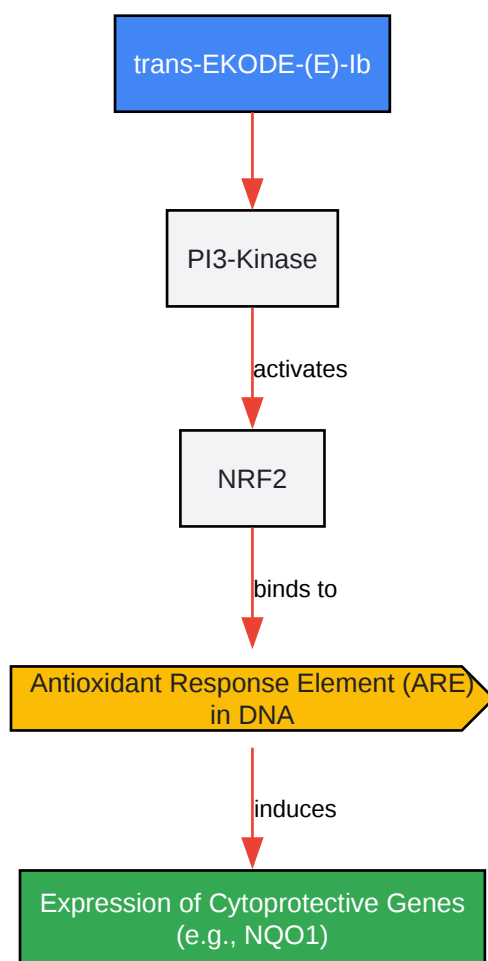 trans-EKODE-(E)-Ib
PI3-Kinase
activates
NRF2
binds to
Antioxidant Response Element (ARE)
in DNA
induces
Expression of Cytoprotective Genes
(e.g., NQO1)